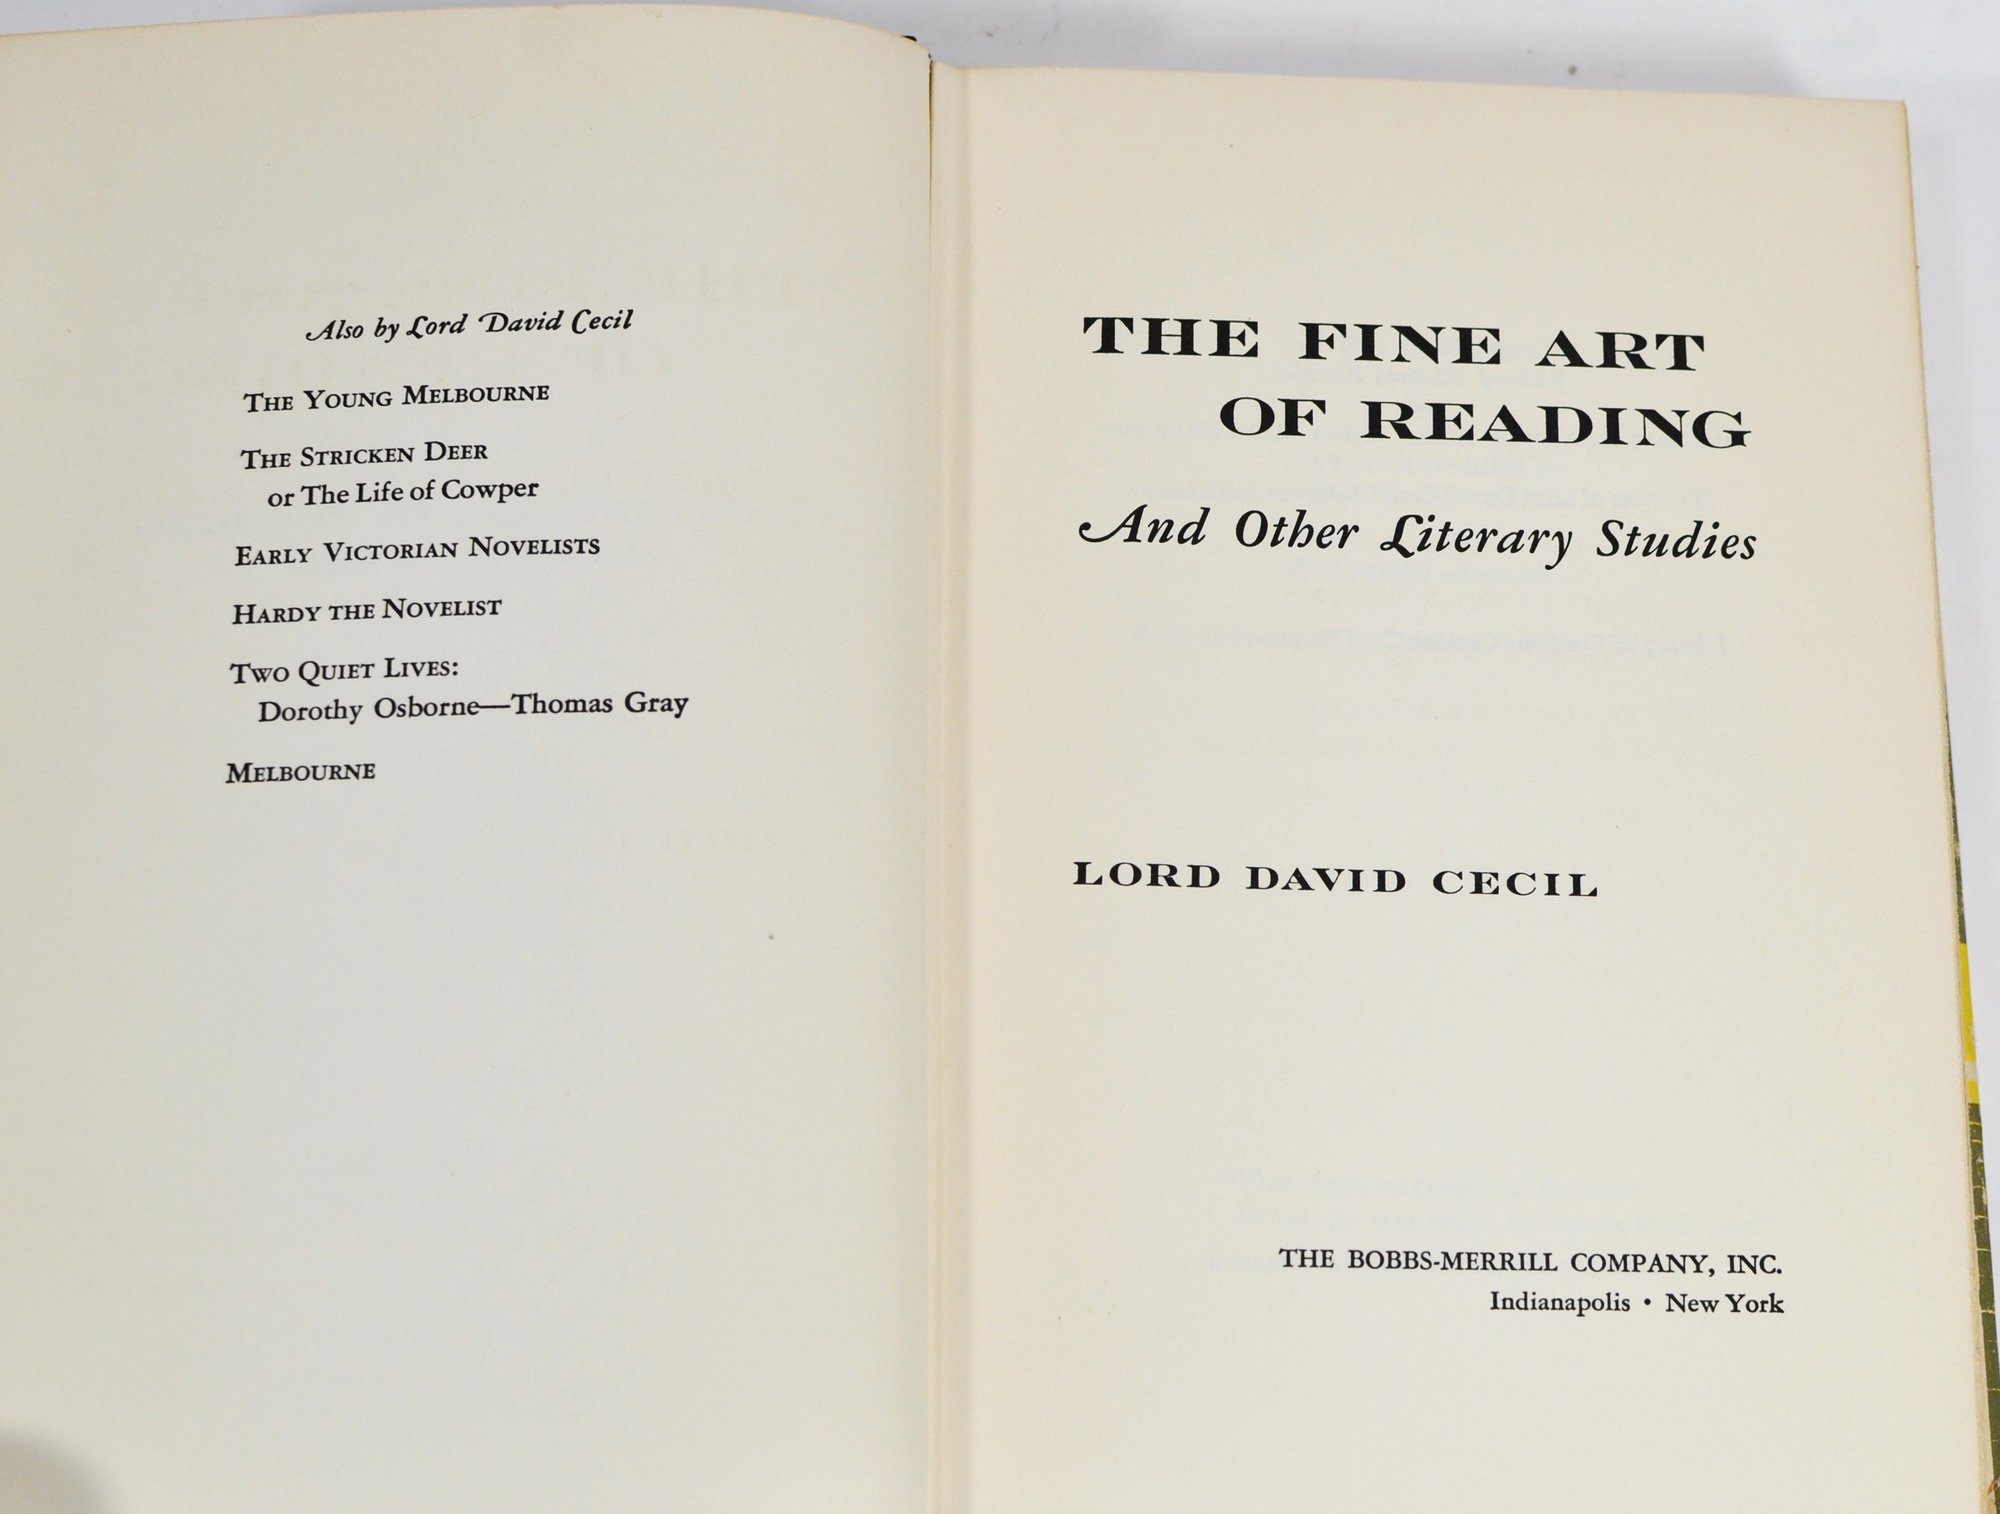 Also by Lord David Cecil
THE YOUNG MELBOURNE
THE STRICKEN DEER
or The Life of Cowper
EARLY VICTORIAN NOVELISTS
HARDY THE NOVELIST
TWO QUIET LIVES:
Dorothy Osborne—Thomas Gray
MELBOURNE
THE FINE ART
OF READING
And Other Literary Studies
LORD DAVID CECIL
THE BOBBS-MERRILL COMPANY, INC.
Indianapolis • New York